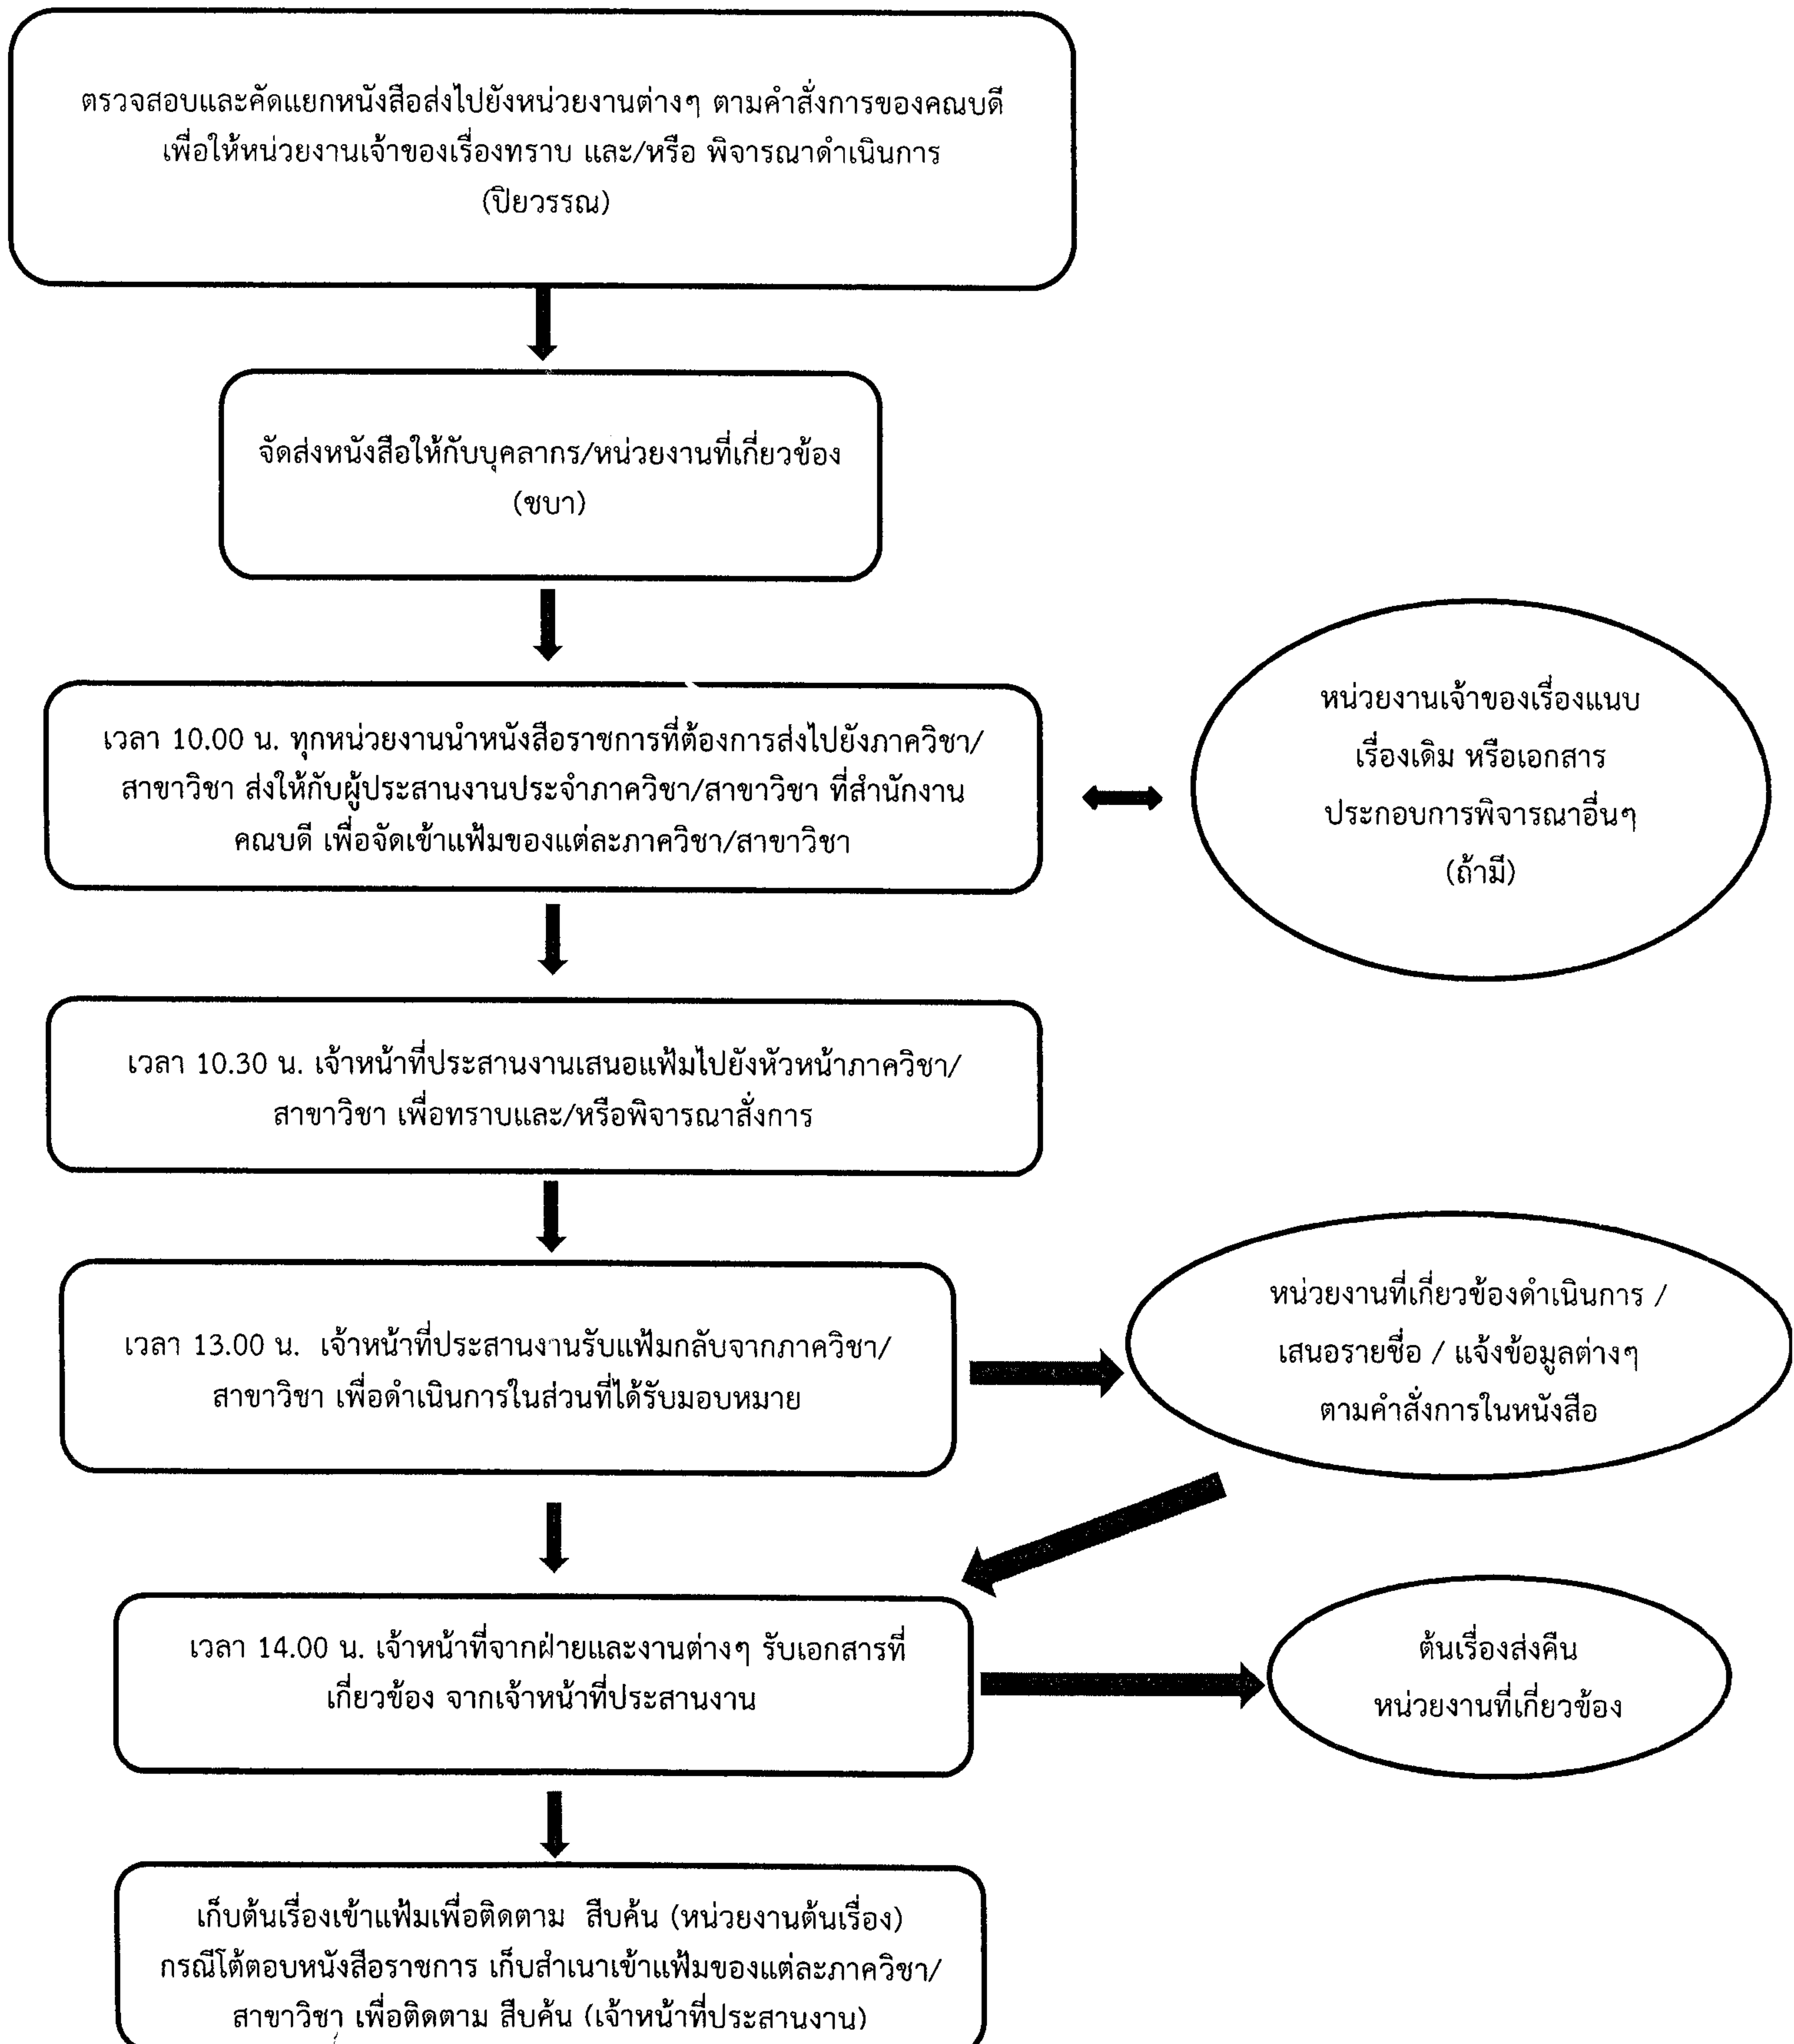 ตรวจสอบและคัดแยกหนังสือส่งไปยังหน่วยงานต่างๆ ตามคำสั่งการของคณบดี
เพื่อให้หน่วยงานเจ้าของเรื่องทราบ และ/หรือ พิจารณาดำเนินการ
(ปิยวรรณ)
จัดส่งหนังสือให้กับบุคลากร/หน่วยงานที่เกี่ยวข้อง
(ชบา)
เวลา 10.00 น. ทุกหน่วยงานนำหนังสือราชการที่ต้องการส่งไปยังภาควิชา/
สาขาวิชา ส่งให้กับผู้ประสานงานประจำภาควิชา/สาขาวิชา ที่สำนักงาน
คณบดี เพื่อจัดเข้าแฟ้มของแต่ละภาควิชา/สาขาวิชา
หน่วยงานเจ้าของเรื่องแนบ
เรื่องเดิม หรือเอกสาร
ประกอบการพิจารณาอื่นๆ
(ถ้ามี)
เวลา 10.30 น. เจ้าหน้าที่ประสานงานเสนอแฟ้มไปยังหัวหน้าภาควิชา/
สาขาวิชา เพื่อทราบและ/หรือพิจารณาสั่งการ
เวลา 13.00 น. เจ้าหน้าที่ประสานงานรับแฟ้มกลับจากภาควิชา/
สาขาวิชา เพื่อดำเนินการในส่วนที่ได้รับมอบหมาย
หน่วยงานที่เกี่ยวข้องดำเนินการ /
เสนอรายชื่อ / แจ้งข้อมูลต่างๆ
ตามคำสั่งการในหนังสือ
เวลา 14.00 น. เจ้าหน้าที่จากฝ่ายและงานต่างๆ รับเอกสารที่
เกี่ยวข้อง จากเจ้าหน้าที่ประสานงาน
ต้นเรื่องส่งคืน
หน่วยงานที่เกี่ยวข้อง
เก็บต้นเรื่องเข้าแฟ้มเพื่อติดตาม สืบค้น (หน่วยงานต้นเรื่อง)
กรณีโต้ตอบหนังสือราชการ เก็บสำเนาเข้าแฟ้มของแต่ละภาควิชา/
สาขาวิชา เพื่อติดตาม สืบค้น (เจ้าหน้าที่ประสานงาน)